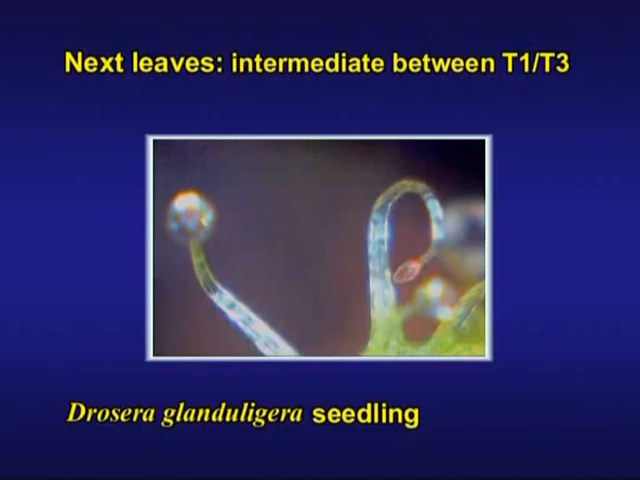 Next leaves: intermediate between T1/T3
Drosera glanduligera seedling